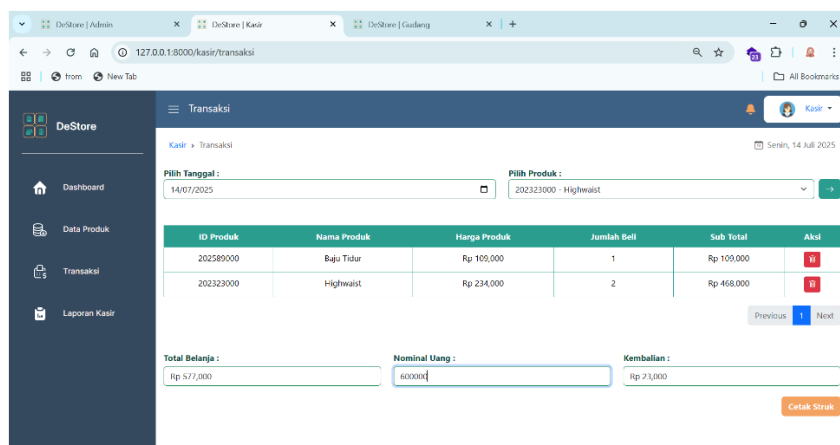 DeStore | Admin
DeStore | Kasir
DeStore | Gudang
127.0.0.1:8000/kasir/transaksi
23
from
New Tab
All Bookmarks
DeStore
Transaksi
Kasir
Kasir > Transaksi
Senin, 14 Juli 2025
Dashboard
Data Produk
Transaksi
Laporan Kasir
Pilih Tanggal :
Pilih Produk :
14/07/2025
202323000 - Highwaist
ID Produk Nama Produk Harga Produk Jumlah Beli Sub Total Aksi
202589000 Baju Tidur Rp 109,000 1 Rp 109,000
202323000 Highwaist Rp 234,000 2 Rp 468,000
Previous 1 Next
Total Belanja :
Nominal Uang :
Kembalian :
Rp 577,000
600000
Rp 23,000
Cetak Struk